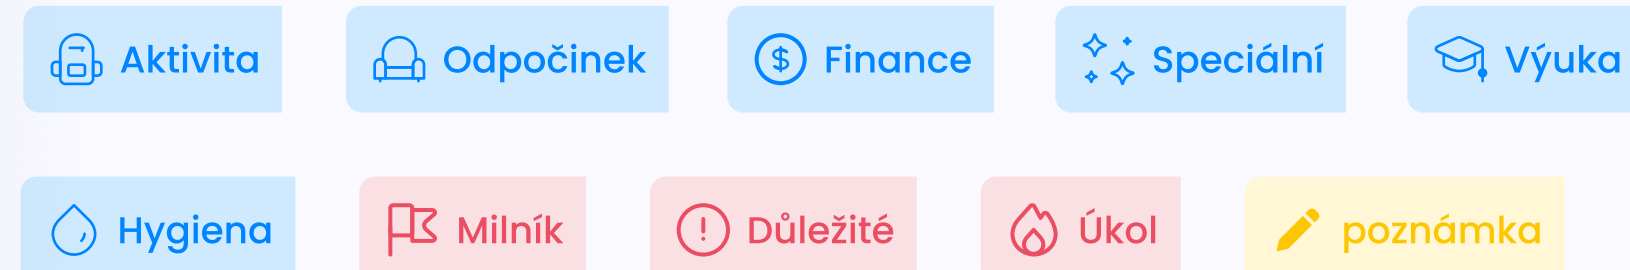 Aktivita Odpočinek Finance Speciální Výuka
Hygiena Milník Důležité Úkol poznámka